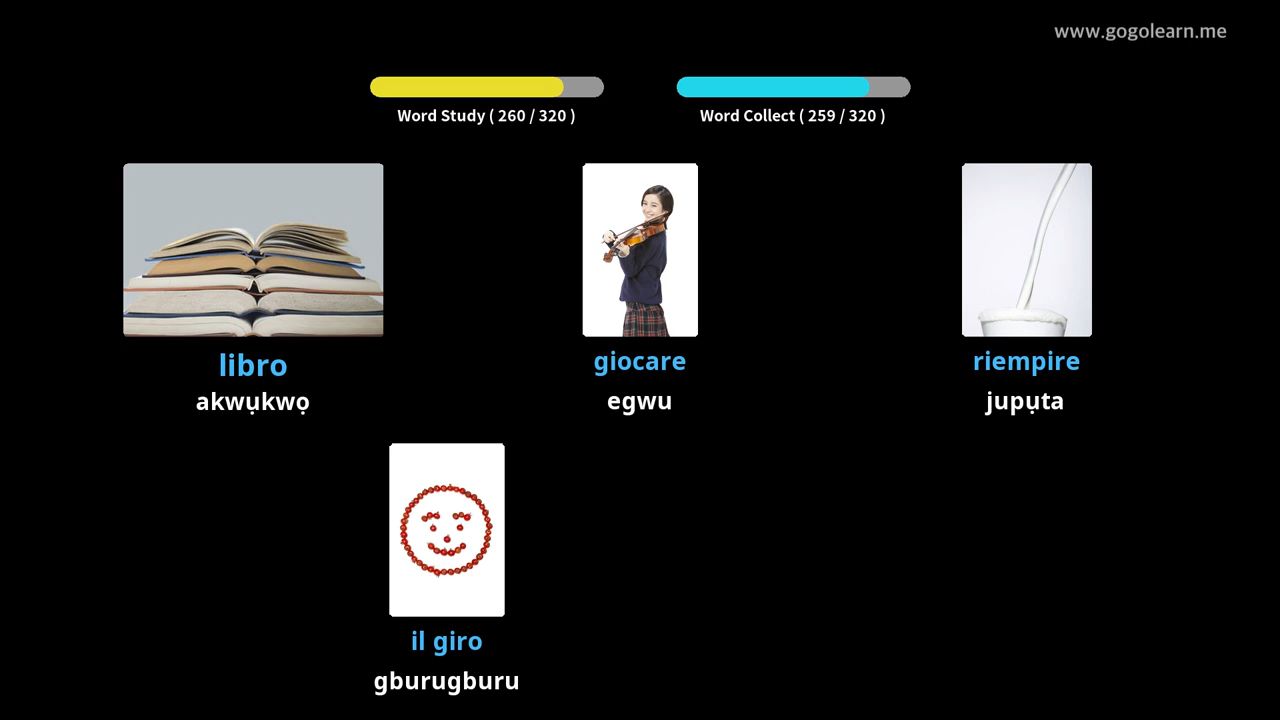 www.gogolearn.me
Word Study ( 260 / 320 )
Word Collect ( 259 / 320 )
libro
akwụkwọ
giocare
egwu
riempire
jupụta
il giro
gburugburu